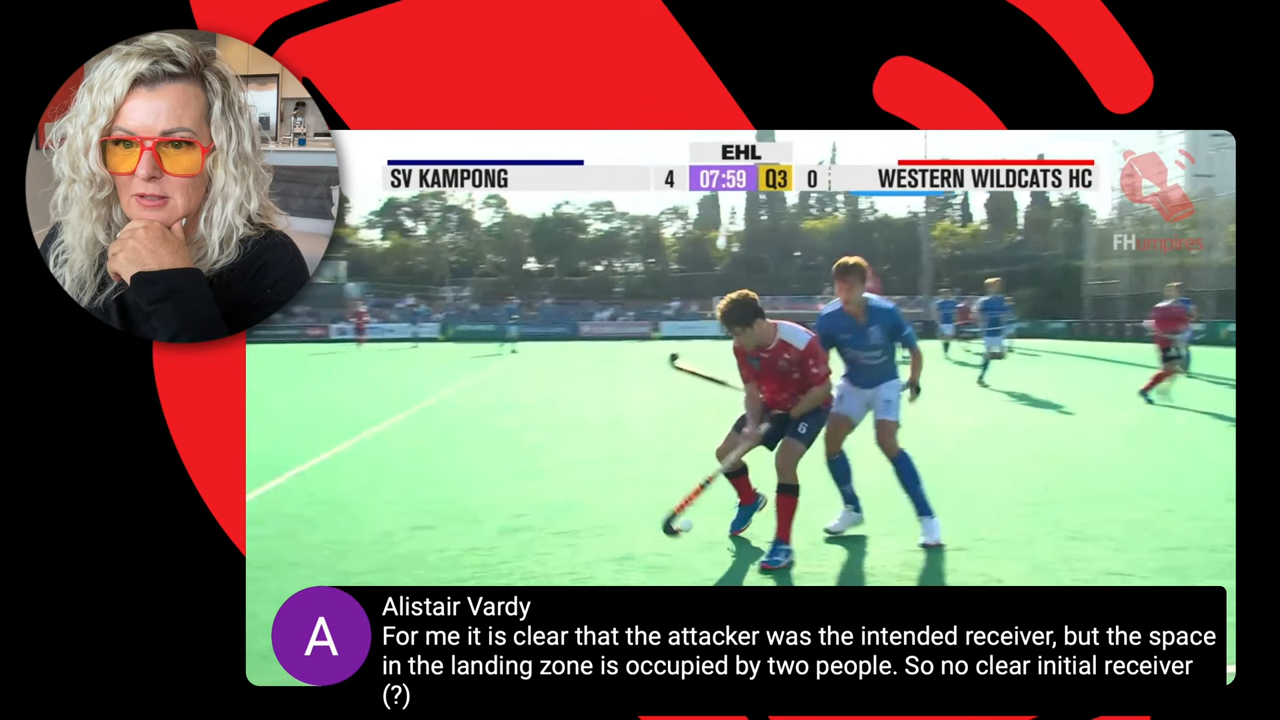 EHL
SV KAMPONG 4 07:59 Q3 0 WESTERN WILDCATS HC
FHumpires
6
A
Alistair Vardy
For me it is clear that the attacker was the intended receiver, but the space
in the landing zone is occupied by two people. So no clear initial receiver
(?)